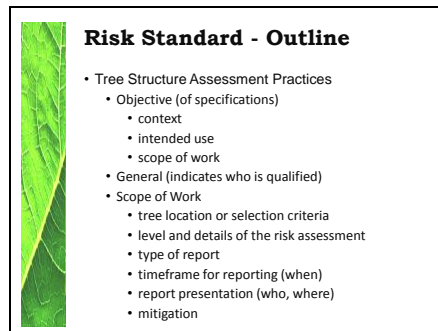 Risk Standard - Outline
• Tree Structure Assessment Practices
• Objective (of specifications)
• context
• intended use
• scope of work
• General (indicates who is qualified)
• Scope of Work
• tree location or selection criteria
• level and details of the risk assessment
• type of report
• timeframe for reporting (when)
• report presentation (who, where)
• mitigation